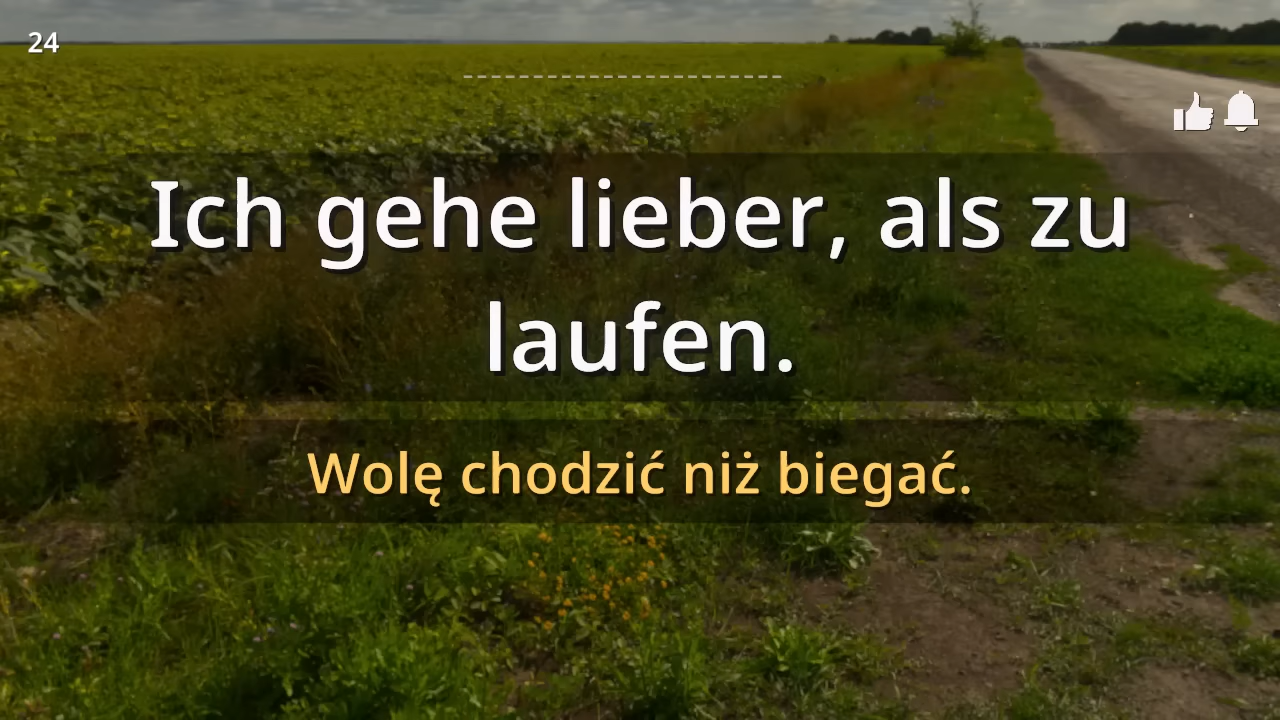 24
Ich gehe lieber, als zu
laufen.
Wolę chodzić niż biegać.